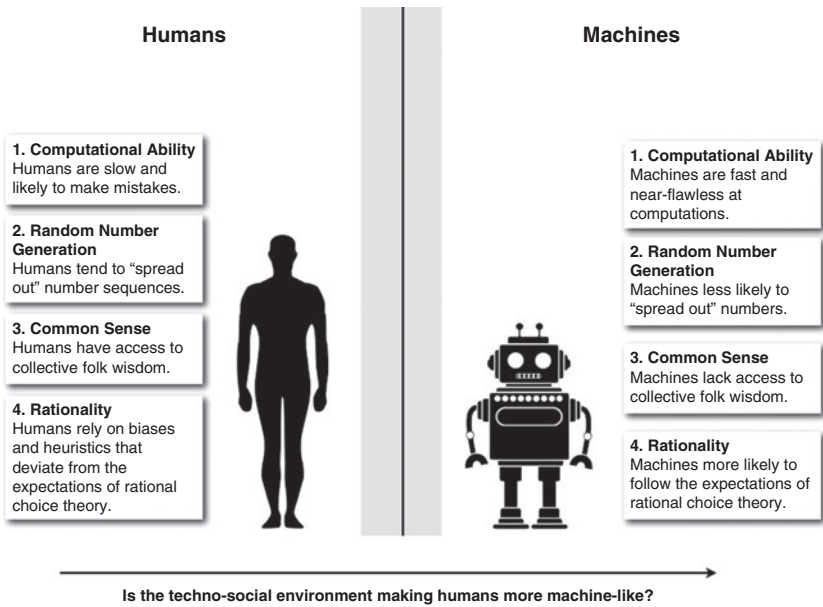 Humans
1. Computational Ability
Humans are slow and
likely to make mistakes.
2. Random Number
Generation
Humans tend to “spread
out” number sequences.
3. Common Sense
Humans have access to
collective folk wisdom.
4. Rationality
Humans rely on biases
and heuristics that
deviate from the
expectations of rational
choice theory.
Machines
1. Computational Ability
Machines are fast and
near-flawless at
computations.
2. Random Number
Generation
Machines less likely to
“spread out” numbers.
3. Common Sense
Machines lack access to
collective folk wisdom.
4. Rationality
Machines more likely to
follow the expectations of
rational choice theory.
Is the techno-social environment making humans more machine-like?